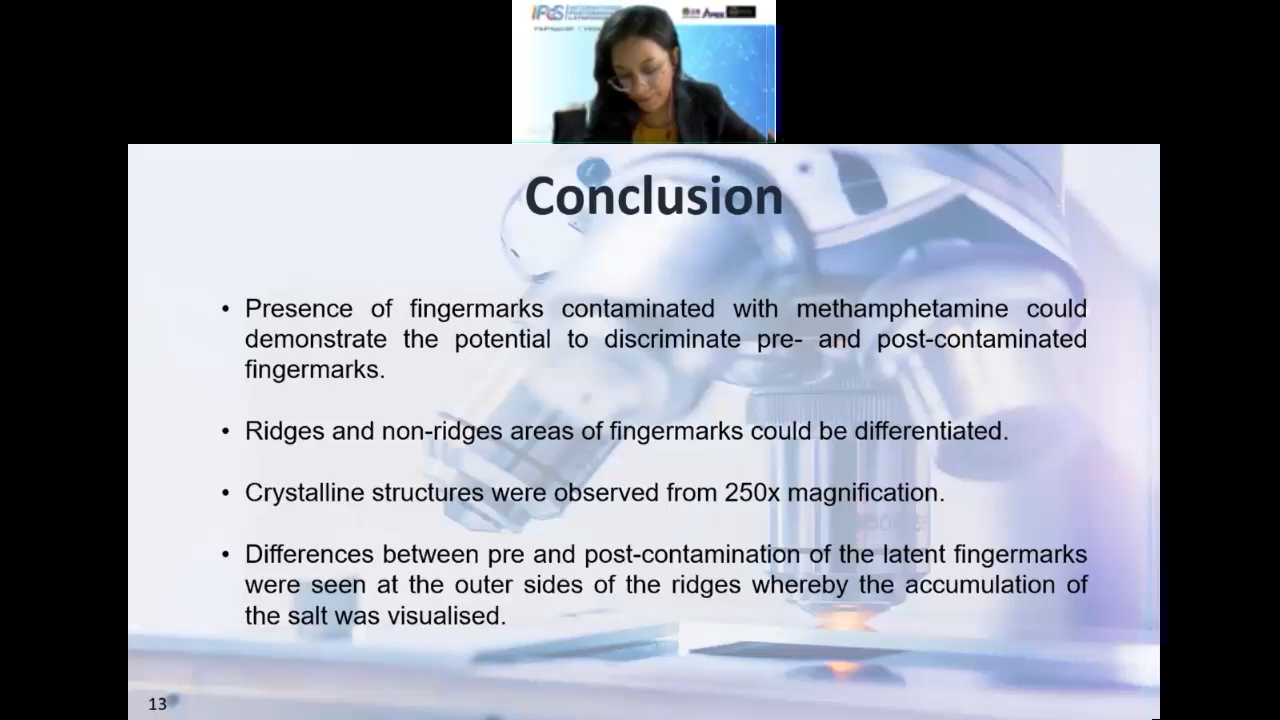 IPCS
Conclusion
• Presence of fingermarks contaminated with methamphetamine could
demonstrate the potential to discriminate pre- and post-contaminated
fingermarks.
• Ridges and non-ridges areas of fingermarks could be differentiated.
• Crystalline structures were observed from 250x magnification.
• Differences between pre and post-contamination of the latent fingermarks
were seen at the outer sides of the ridges whereby the accumulation of
the salt was visualised.
13